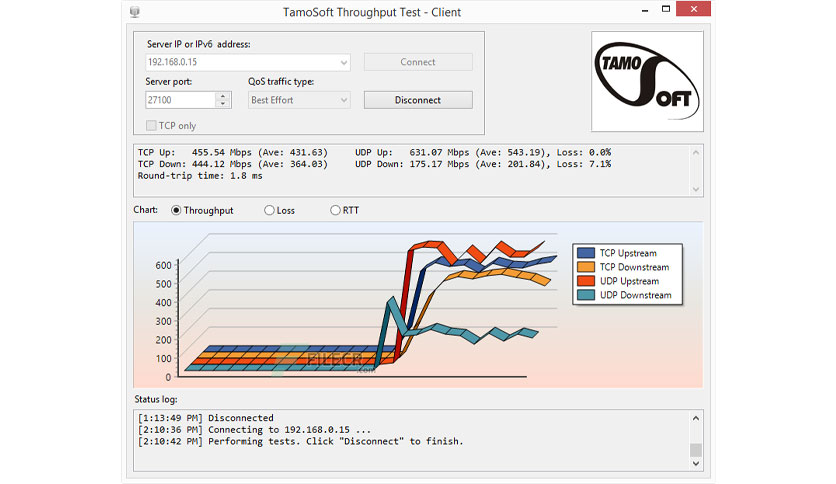 TamoSoft Throughput Test - Client
Server IP or IPv6 address:
192.168.0.15
Connect
Server port:
QoS traffic type:
27100
Best Effort
Disconnect
TCP only
TAMO
SOFT
TCP Up: 455.54 Mbps (Ave: 431.63) UDP Up: 631.07 Mbps (Ave: 543.19), Loss: 0.0%
TCP Down: 444.12 Mbps (Ave: 364.03) UDP Down: 175.17 Mbps (Ave: 201.84), Loss: 7.1%
Round-trip time: 1.8 ms
Chart: Throughput Loss RTT
600
500
400
300
200
100
0
TCP Upstream
TCP Downstream
UDP Upstream
UDP Downstream
FILECR
.com
Status log:
[1:13:49 PM] Disconnected
[2:10:36 PM] Connecting to 192.168.0.15 ...
[2:10:42 PM] Performing tests. Click "Disconnect" to finish.